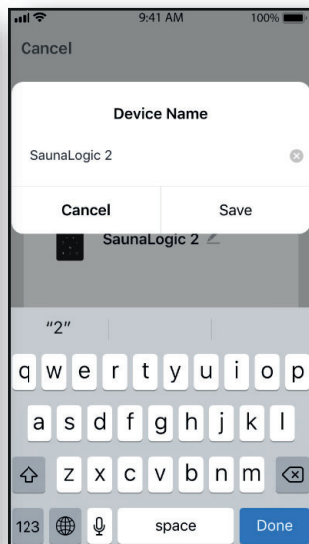 9:41 AM 100%
Cancel
Device Name
SaunaLogic 2
Cancel Save
SaunaLogic 2
“2”
q w e r t y u i o p
a s d f g h j k l
z x c v b n m
123 space Done